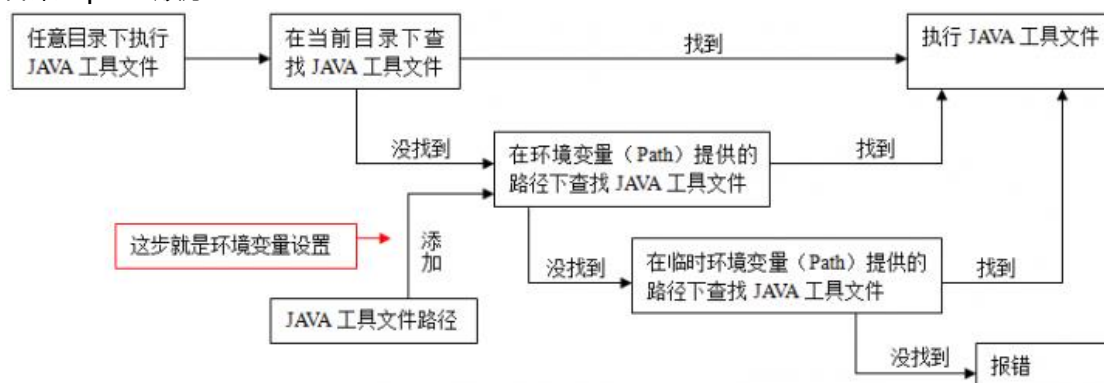 任意目录下执行
JAVA 工具文件
在当前目录下查
找 JAVA 工具文件
找到
执行 JAVA 工具文件
没找到
在环境变量（Path）提供的
路径下查找 JAVA 工具文件
找到
这步就是环境变量设置
添
加
没找到
在临时环境变量（Path）提供的
路径下查找 JAVA 工具文件
找到
JAVA 工具文件路径
没找到
报错